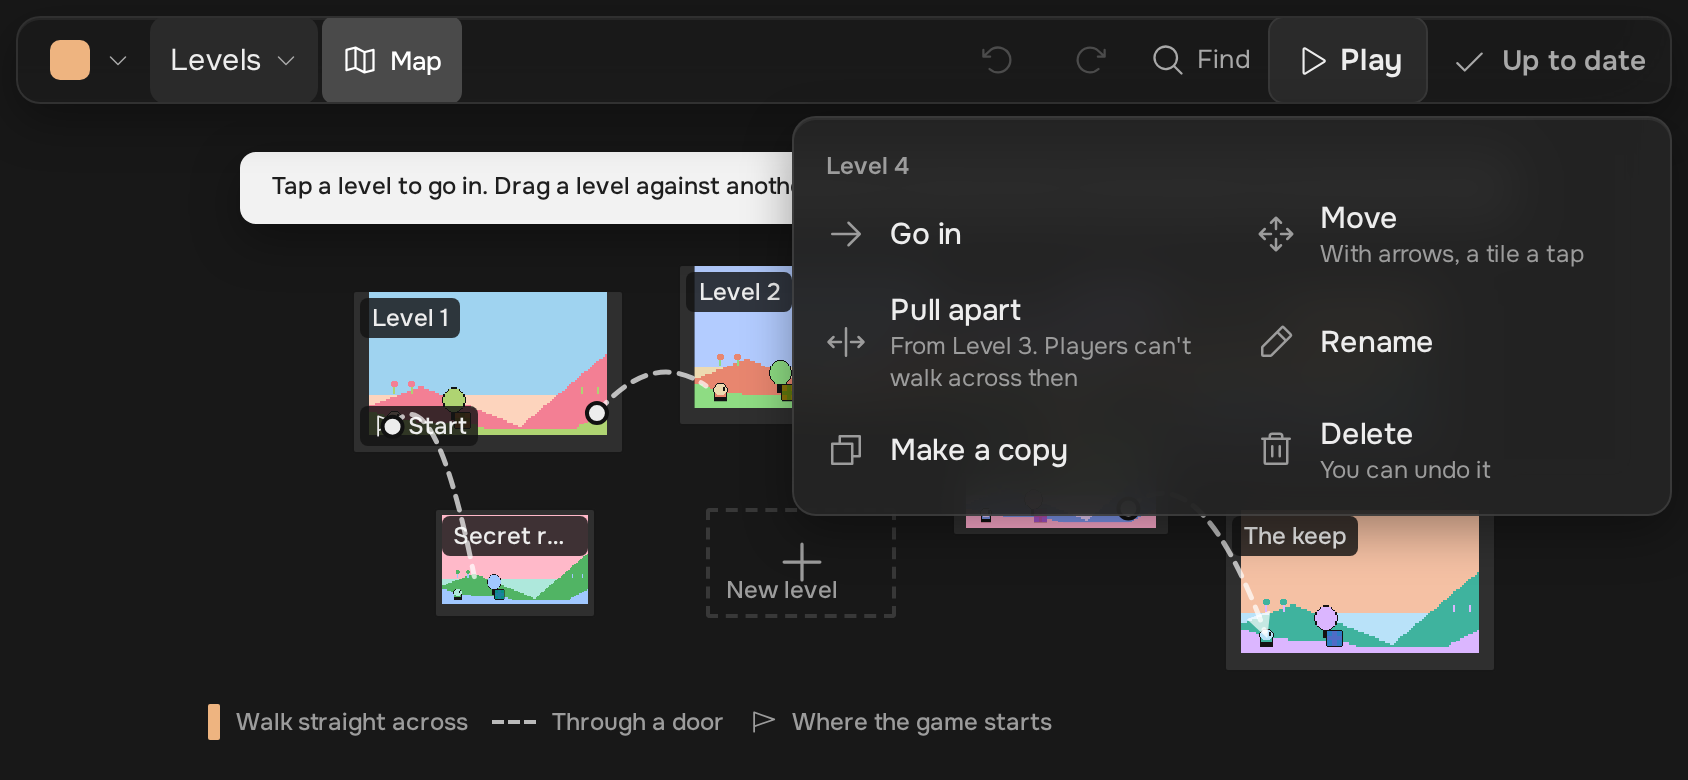 Levels
Map
Find
Play
Up to date
Tap a level to go in. Drag a level against anothe
Level 4
Go in
Move
With arrows, a tile a tap
Pull apart
From Level 3. Players can't
walk across then
Rename
Make a copy
Delete
You can undo it
Level 1
Level 2
Start
Secret r...
New level
The keep
Walk straight across
Through a door
Where the game starts